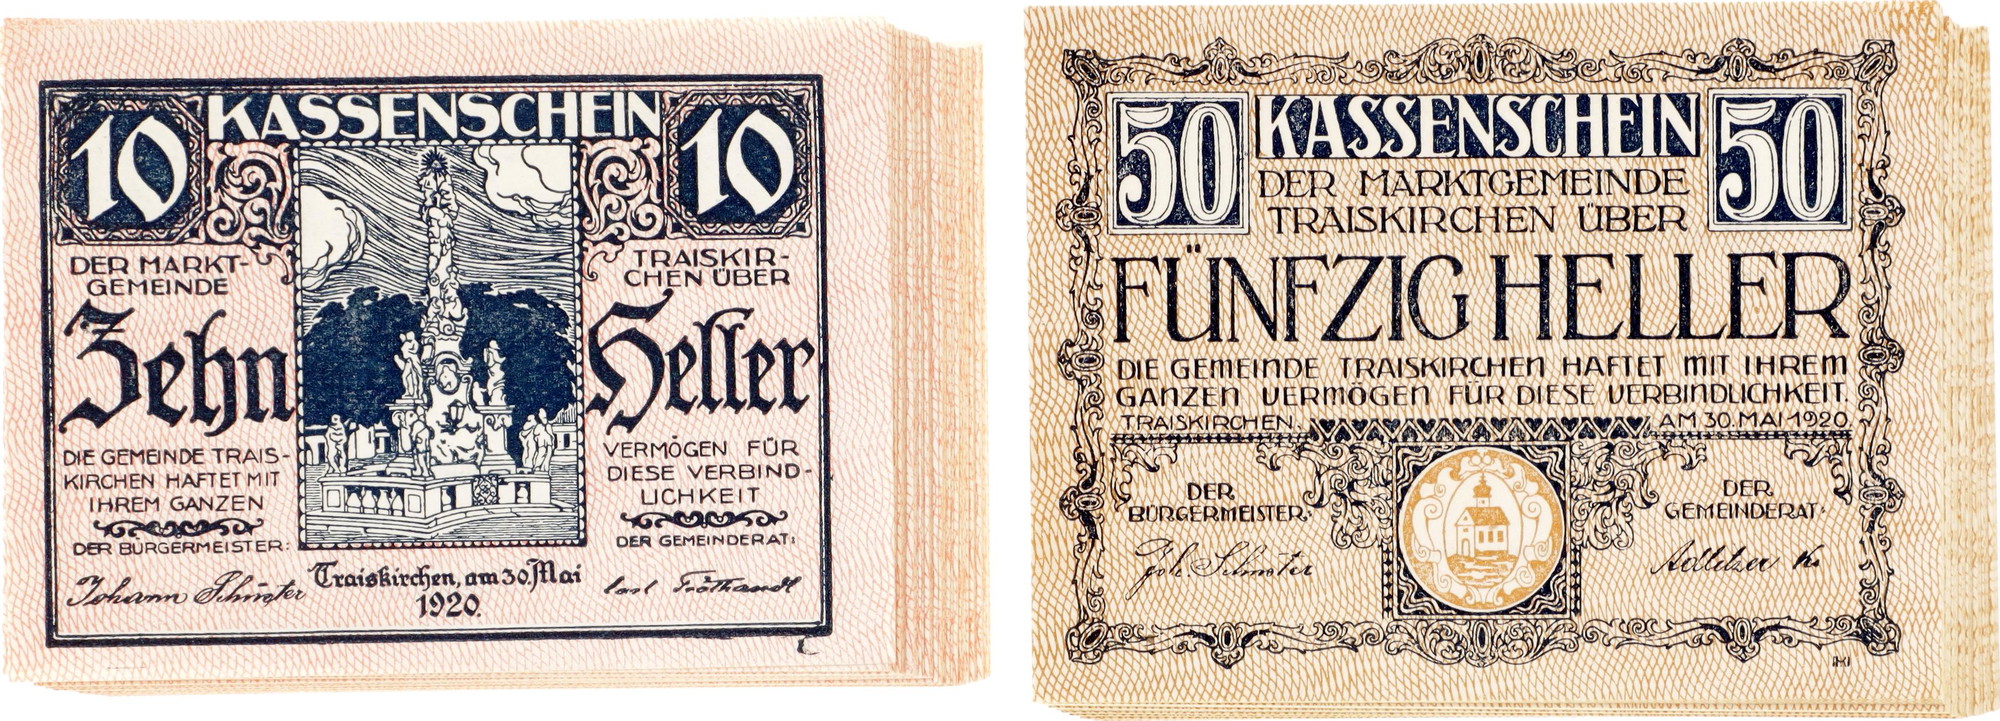 10 KASSENSCHEIN 10
DER MARKT-
GEMEINDE
TRAISKIR-
CHEN ÜBER
Zehn Heller
DIE GEMEINDE TRAIS-
KIRCHEN HAFTET MIT
IHREM GANZEN
VERMÖGEN FÜR
DIESE VERBIND-
LICHKEIT
DER BÜRGERMEISTER:
DER GEMEINDERAT:
Johann Schuster
Traiskirchen, am 30. Mai
1920.
50 KASSENSCHEIN 50
DER MARKTGEMEINDE
TRAISKIRCHEN ÜBER
FÜNFZIG HELLER
DIE GEMEINDE TRAISKIRCHEN HAFTET MIT IHREM
GANZEN VERMÖGEN FÜR DIESE VERBINDLICHKEIT.
TRAISKIRCHEN, AM 30. MAI 1920
DER
BÜRGERMEISTER:
DER
GEMEINDERAT:
Joh. Schuster